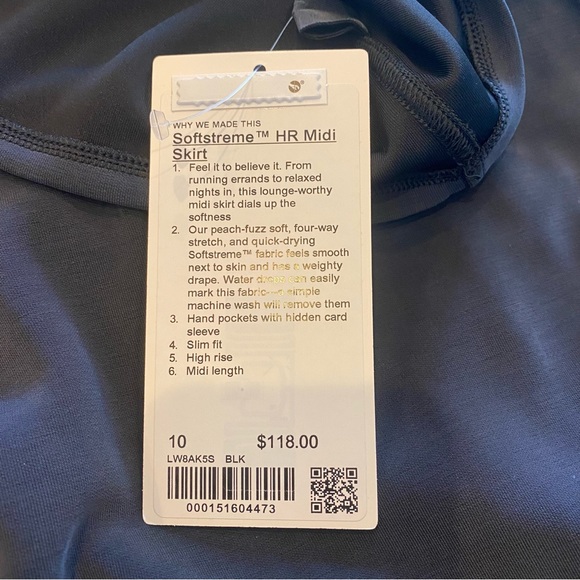 WHY WE MADE THIS
Softstreme™ HR Midi
Skirt
1. Feel it to believe it. From
running errands to relaxed
nights in, this lounge-worthy
midi skirt dials up the
softness
2. Our peach-fuzz soft, four-way
stretch, and quick-drying
Softstreme™ fabric feels smooth
next to skin and has a weighty
drape. Water drops can easily
mark this fabric—a simple
machine wash will remove them
3. Hand pockets with hidden card
sleeve
4. Slim fit
5. High rise
6. Midi length
10 $118.00
LW8AK5S BLK
000151604473